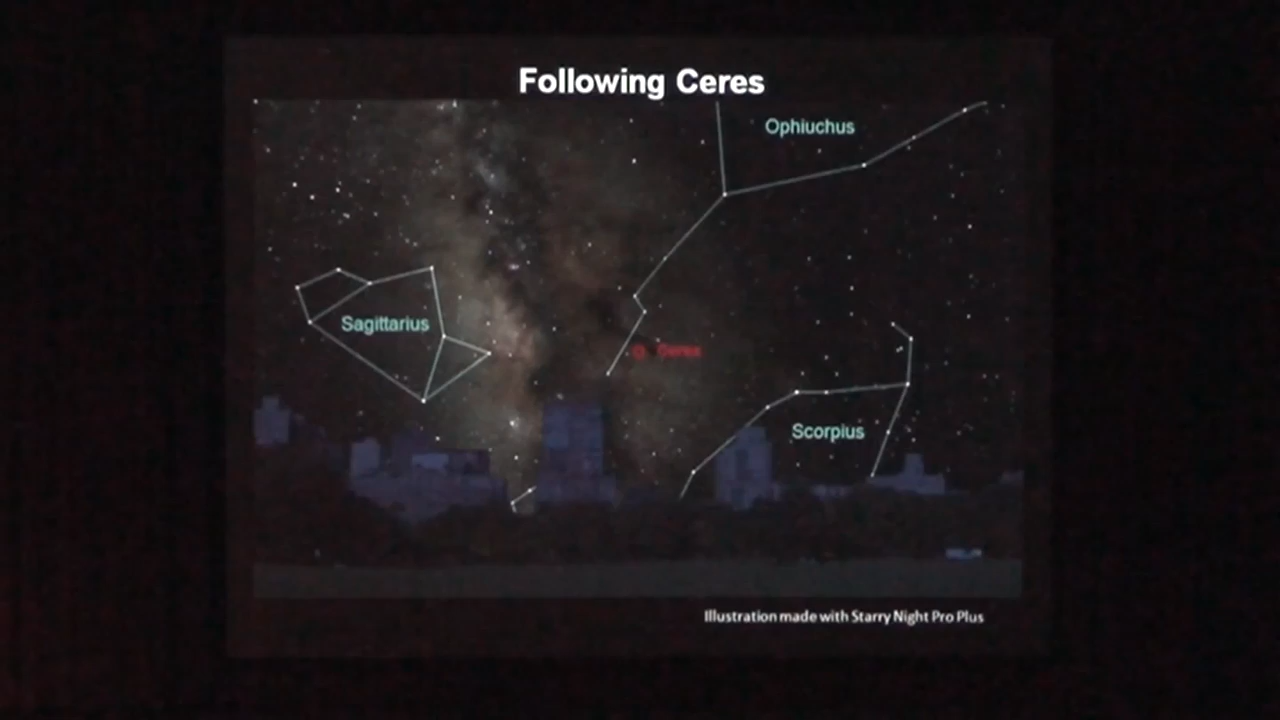 Following Ceres
Ophiuchus
Sagittarius
Ceres
Scorpius
Illustration made with Starry Night Pro Plus